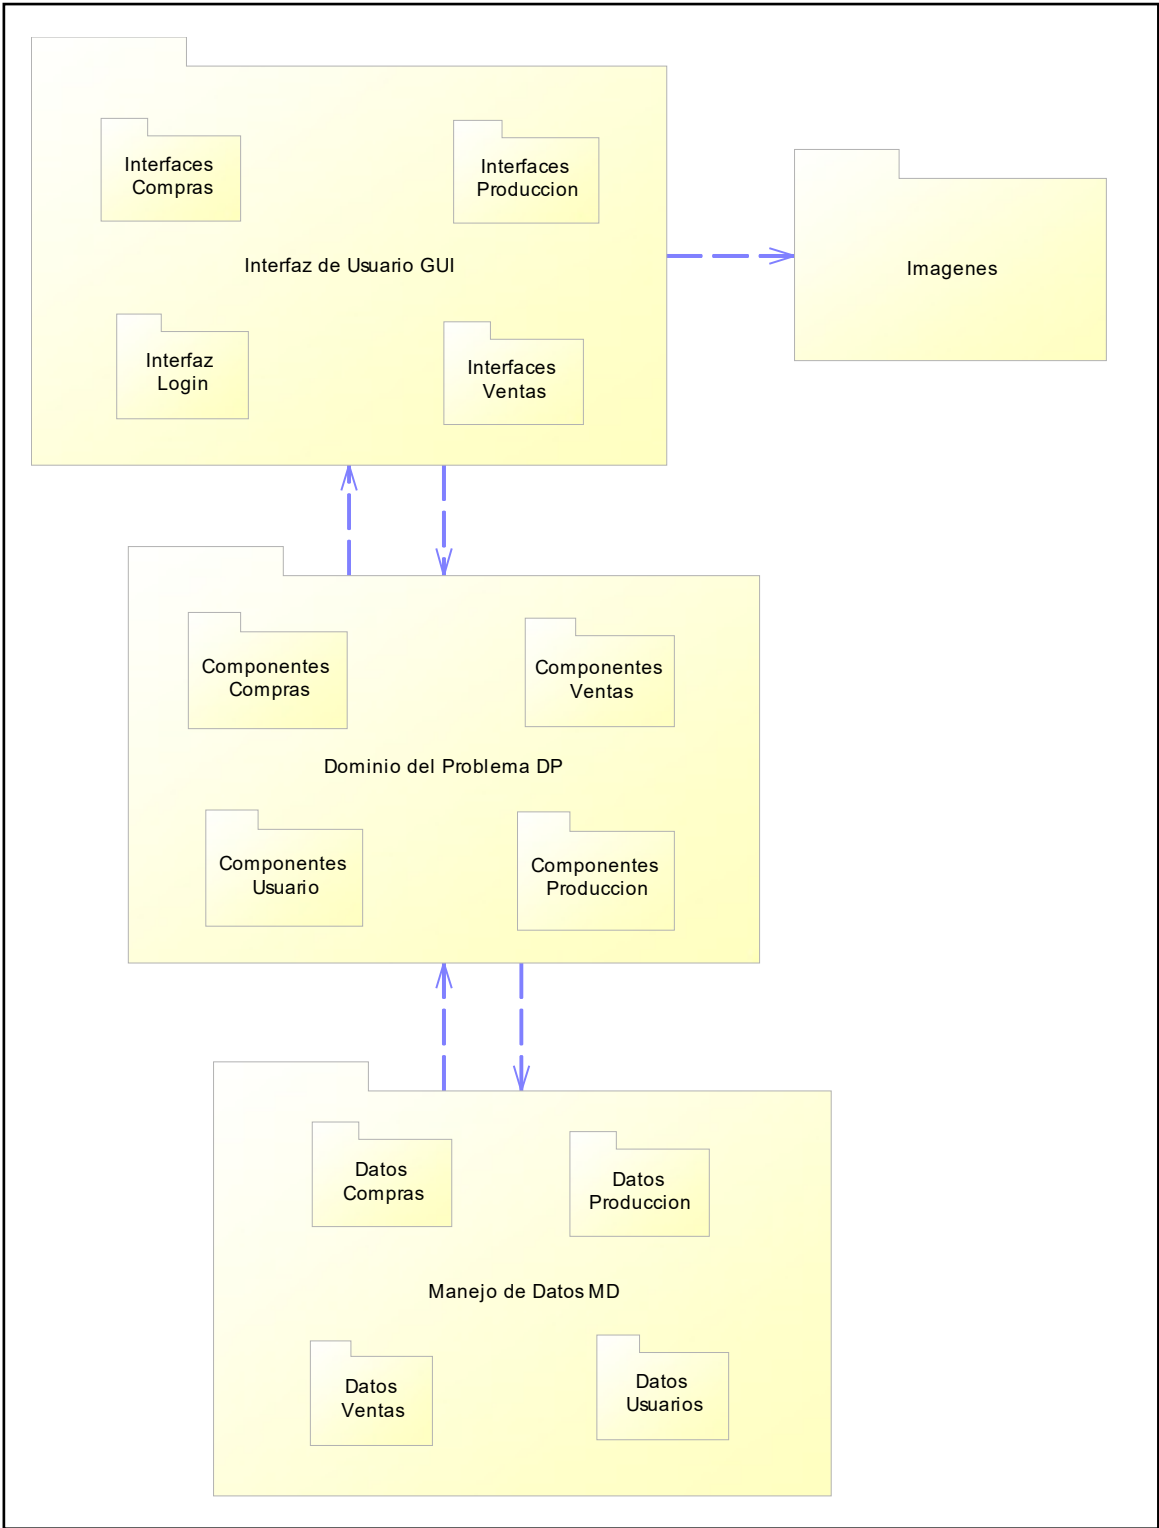 Interfaces
Compras
Interfaces
Produccion
Interfaz de Usuario GUI
Imagenes
Interfaz
Login
Interfaces
Ventas
Componentes
Compras
Componentes
Ventas
Dominio del Problema DP
Componentes
Usuario
Componentes
Produccion
Datos
Compras
Datos
Produccion
Manejo de Datos MD
Datos
Ventas
Datos
Usuarios